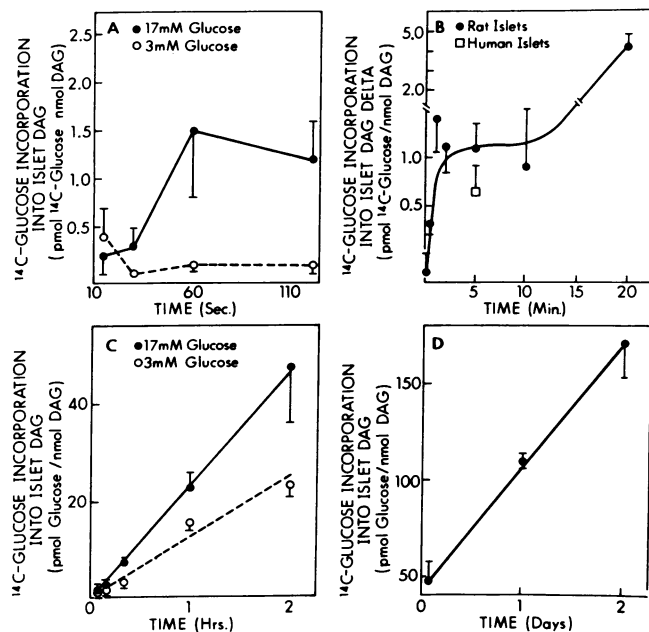 A
17mM Glucose
3mM Glucose
14C-GLUCOSE INCORPORATION
INTO ISLET DAG
(pmol 14C-Glucose nmol DAG)
2.5
2.0
1.5
1.0
0.5
10
60
110
TIME (Sec.)
B
Rat Islets
Human Islets
14C-GLUCOSE INCORPORATION
INTO ISLET DAG DELTA
(pmol 14C-Glucose/nmol DAG)
5.0
4.0
3.0
2.0
1.0
0.5
0
5
10
15
20
TIME (Min.)
C
17mM Glucose
3mM Glucose
14C-GLUCOSE INCORPORATION
INTO ISLET DAG
(pmol Glucose/nmol DAG)
40
20
0
1
2
TIME (Hrs.)
D
14C-GLUCOSE INCORPORATION
INTO ISLET DAG
(pmol Glucose/nmol DAG)
150
100
50
0
1
2
TIME (Days)